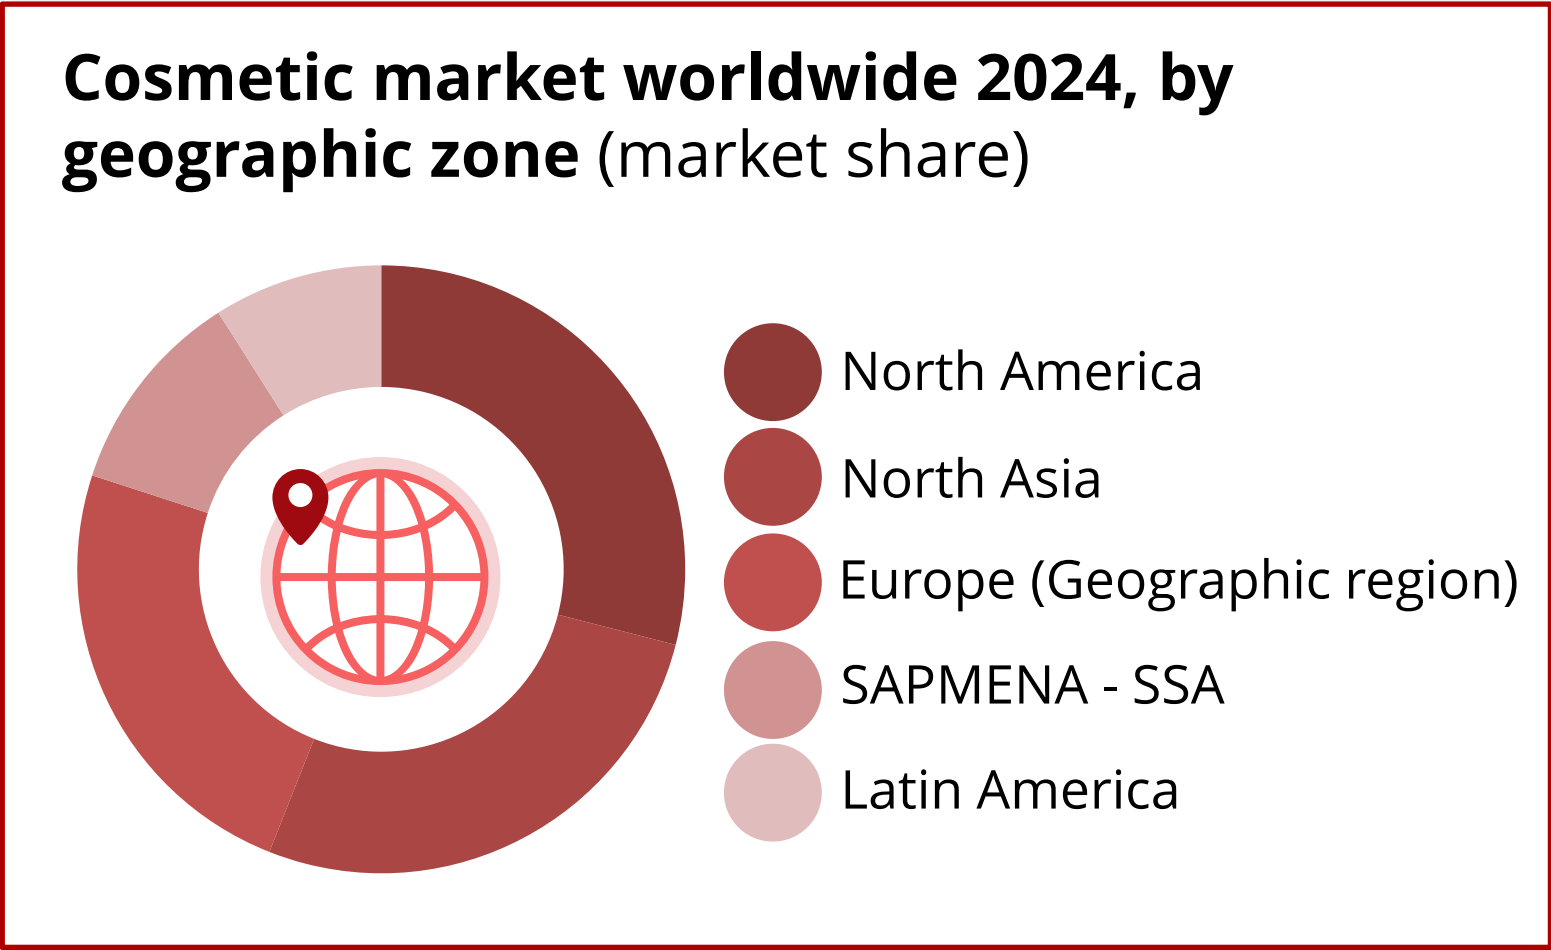 Cosmetic market worldwide 2024, by
geographic zone (market share)
North America
North Asia
Europe (Geographic region)
SAPMENA - SSA
Latin America